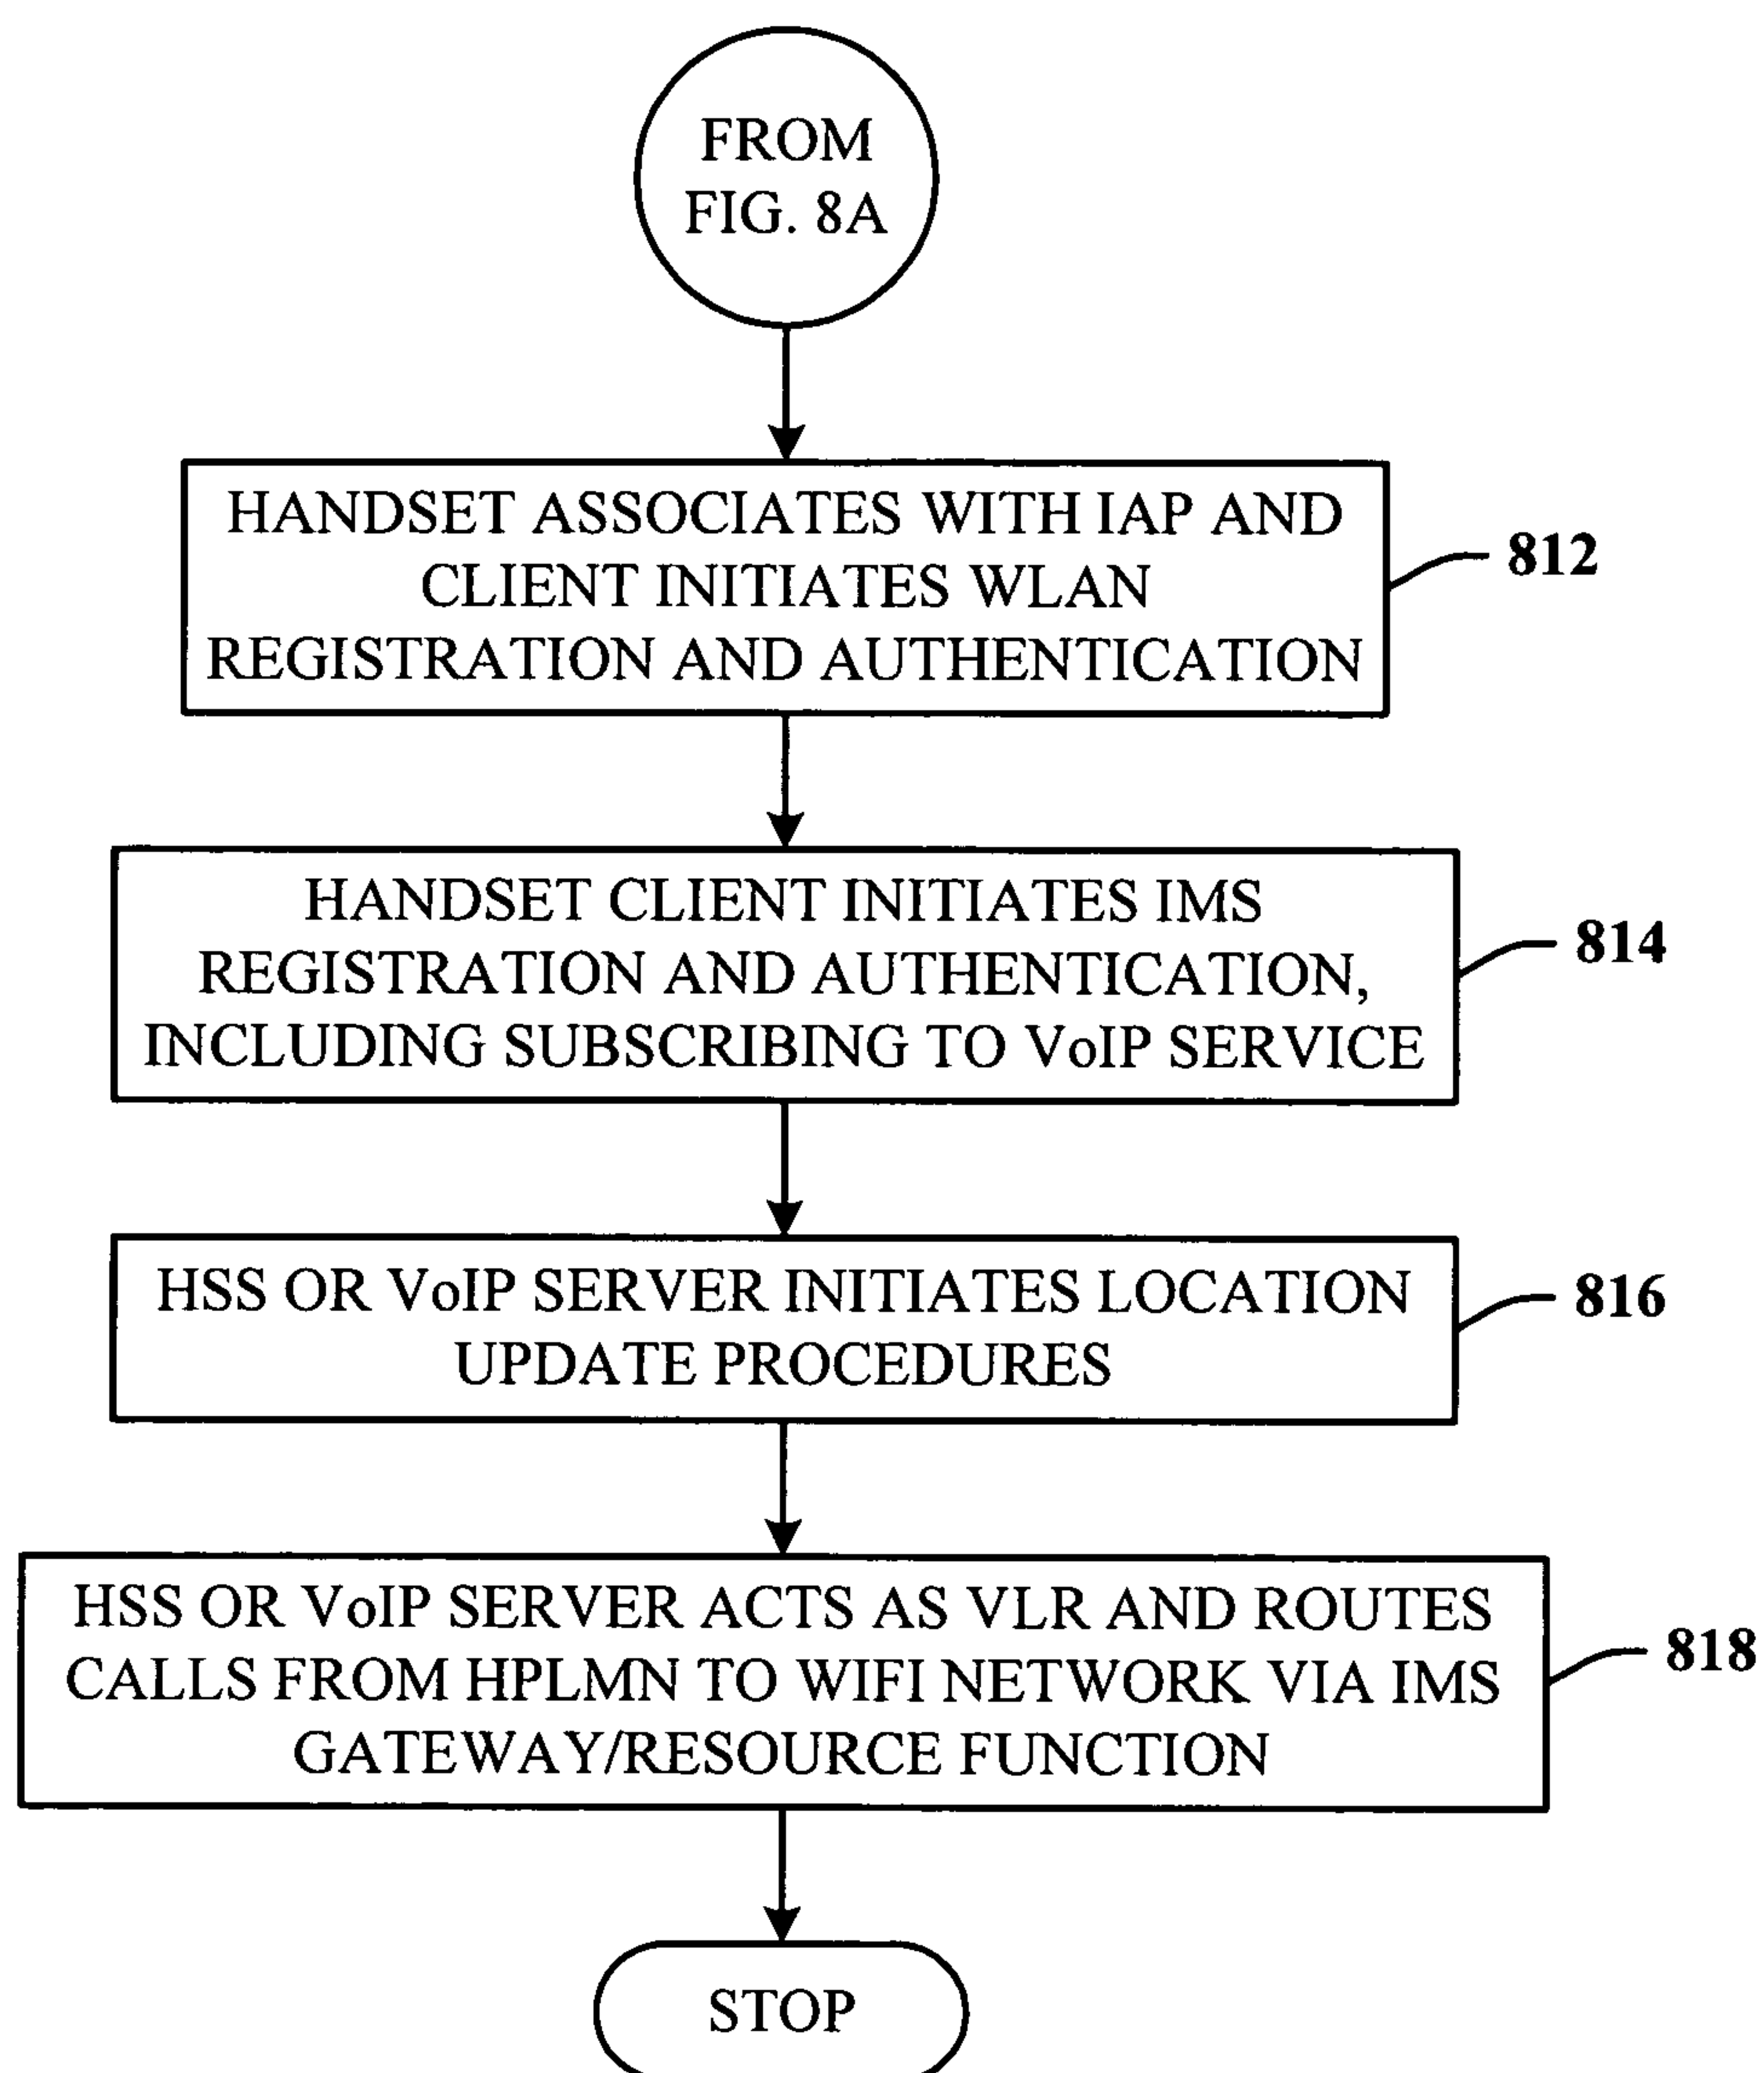 FROM
FIG. 8A
HANDSET ASSOCIATES WITH IAP AND
CLIENT INITIATES WLAN
REGISTRATION AND AUTHENTICATION
812
HANDSET CLIENT INITIATES IMS
REGISTRATION AND AUTHENTICATION,
INCLUDING SUBSCRIBING TO VoIP SERVICE
814
HSS OR VoIP SERVER INITIATES LOCATION
UPDATE PROCEDURES
816
HSS OR VoIP SERVER ACTS AS VLR AND ROUTES
CALLS FROM HPLMN TO WIFI NETWORK VIA IMS
GATEWAY/RESOURCE FUNCTION
818
STOP